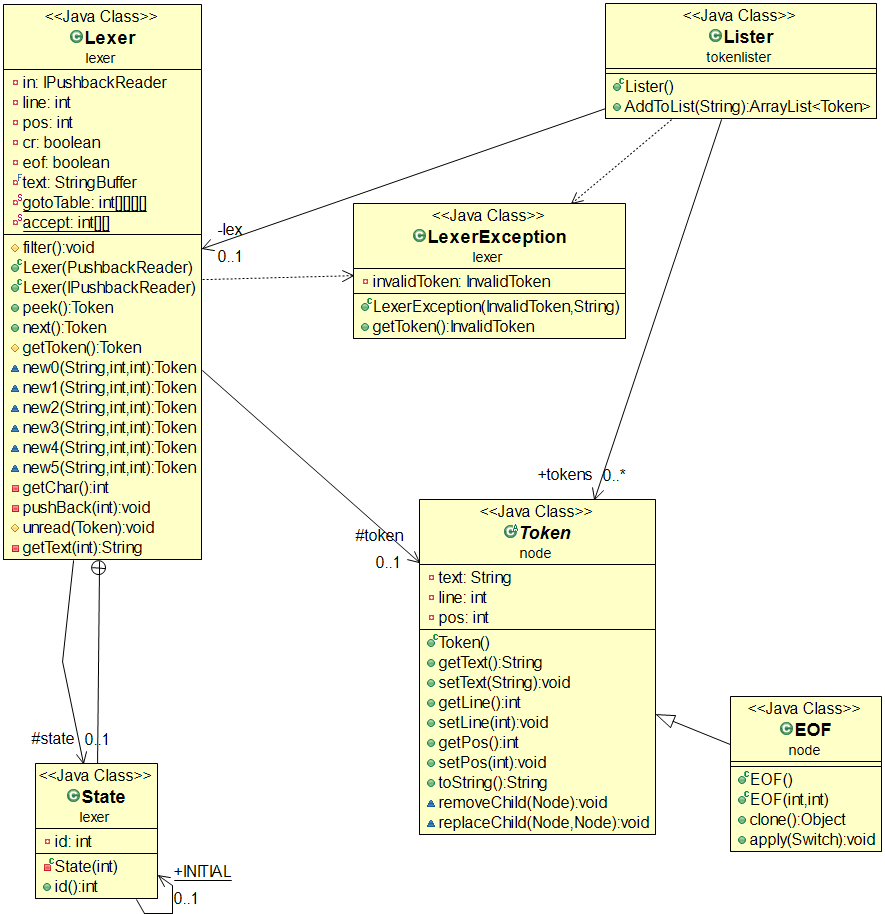 <<Java Class>>
Lexer
lexer
in: IPushbackReader
line: int
pos: int
cr: boolean
eof: boolean
text: StringBuffer
gotoTable: int[][][][]
accept: int[][]
filter():void
Lexer(PushbackReader)
Lexer(IPushbackReader)
peek():Token
next():Token
getToken():Token
new0(String,int,int):Token
new1(String,int,int):Token
new2(String,int,int):Token
new3(String,int,int):Token
new4(String,int,int):Token
new5(String,int,int):Token
getChar():int
pushBack(int):void
unread(Token):void
getText(int):String
<<Java Class>>
Lister
tokenlister
Lister()
AddToList(String):ArrayList<Token>
-lex
0..1
<<Java Class>>
LexerException
lexer
invalidToken: InvalidToken
LexerException(InvalidToken,String)
getToken():InvalidToken
+tokens 0..*
#token
0..1
<<Java Class>>
Token
node
text: String
line: int
pos: int
Token()
getText():String
setText(String):void
getLine():int
setLine(int):void
getPos():int
setPos(int):void
toString():String
removeChild(Node):void
replaceChild(Node,Node):void
<<Java Class>>
EOF
node
EOF()
EOF(int,int)
clone():Object
apply(Switch):void
#state 0..1
<<Java Class>>
State
lexer
id: int
State(int)
id():int
+INITIAL
0..1